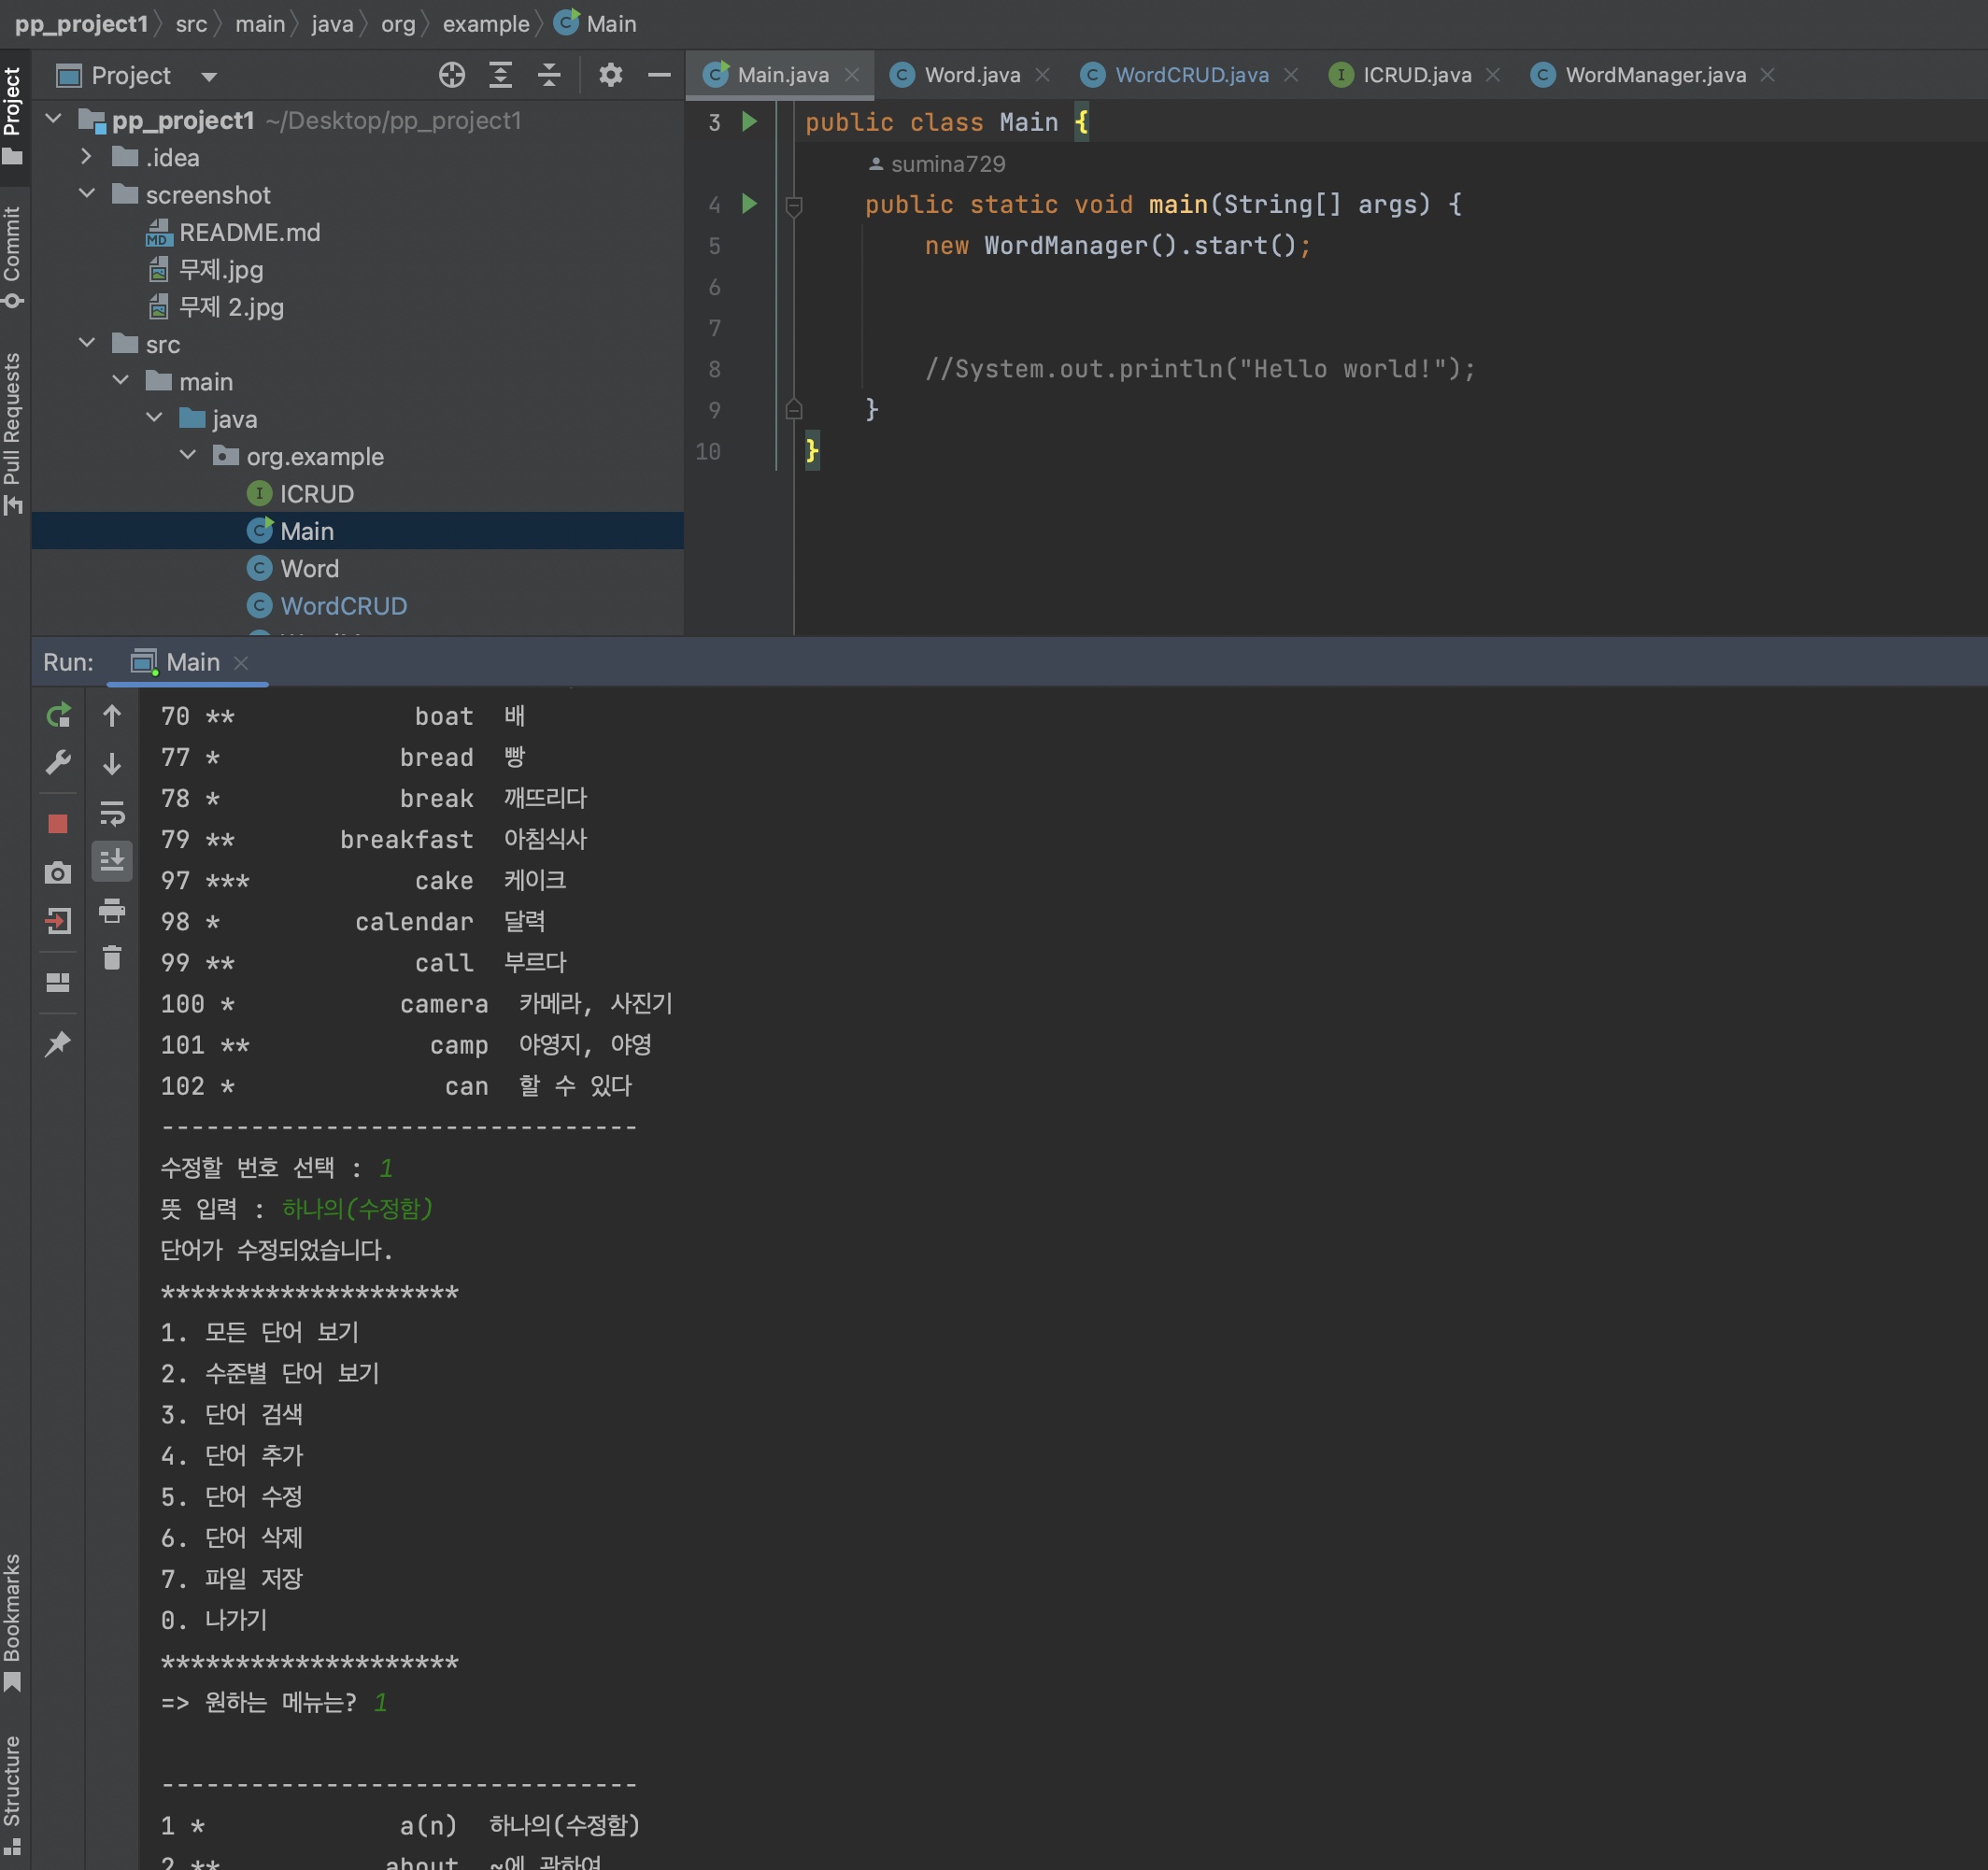 pp_project1 src main java org example Main
Project
Commit
Pull Requests
Bookmarks
Structure
Project
pp_project1 ~/Desktop/pp_project1
.idea
screenshot
README.md
무제.jpg
무제 2.jpg
src
main
java
org.example
ICRUD
Main
Word
WordCRUD
Main.java Word.java WordCRUD.java ICRUD.java WordManager.java
3 public class Main {
sumina729
4 public static void main(String[] args) {
5 new WordManager().start();
6
7
8 //System.out.println("Hello world!");
9 }
10 }
Run: Main
70 ** boat 배
77 * bread 빵
78 * break 깨뜨리다
79 ** breakfast 아침식사
97 *** cake 케이크
98 * calendar 달력
99 ** call 부르다
100 * camera 카메라, 사진기
101 ** camp 야영지, 야영
102 * can 할 수 있다
--------------------------------
수정할 번호 선택 : 1
뜻 입력 : 하나의(수정함)
단어가 수정되었습니다.
********************
1. 모든 단어 보기
2. 수준별 단어 보기
3. 단어 검색
4. 단어 추가
5. 단어 수정
6. 단어 삭제
7. 파일 저장
0. 나가기
********************
=> 원하는 메뉴는? 1
--------------------------------
1 * a(n) 하나의(수정함)
2 ** about ~에 관하여